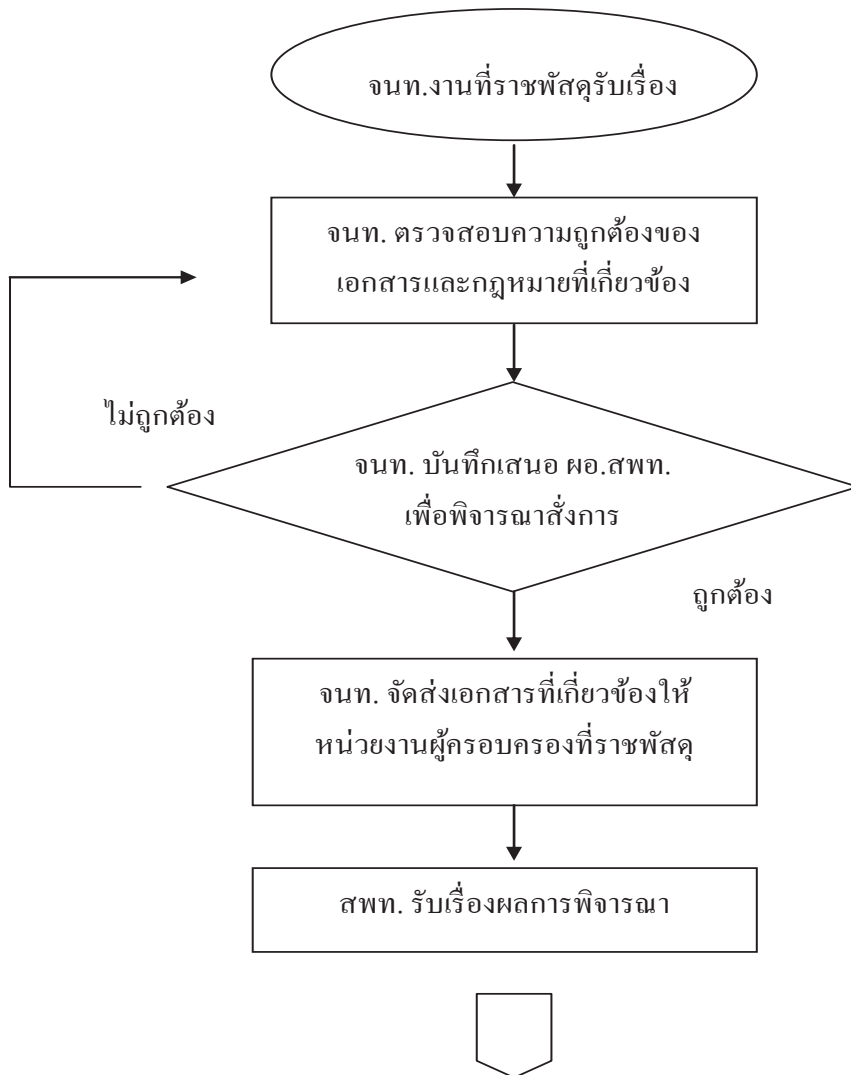 จนท.งานที่ราชพัสดุรับเรื่อง
จนท. ตรวจสอบความถูกต้องของ
เอกสารและกฎหมายที่เกี่ยวข้อง
ไม่ถูกต้อง
จนท. บันทึกเสนอ ผอ.สพท.
เพื่อพิจารณาสั่งการ
ถูกต้อง
จนท. จัดส่งเอกสารที่เกี่ยวข้องให้
หน่วยงานผู้ครอบครองที่ราชพัสดุ
สพท. รับเรื่องผลการพิจารณา